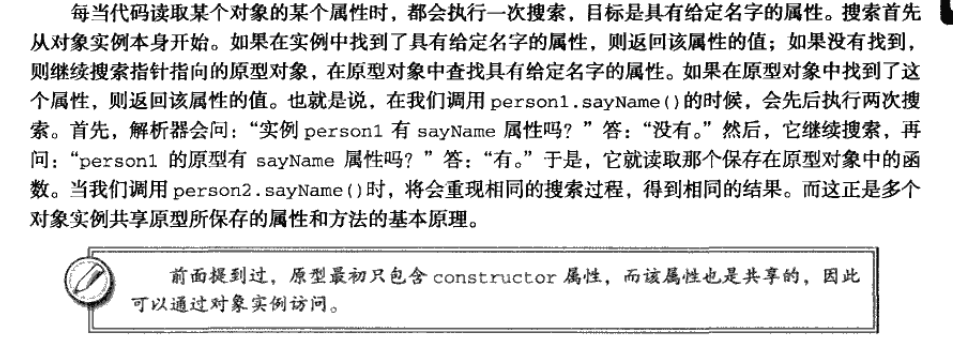 每当代码读取某个对象的某个属性时，都会执行一次搜索，目标是具有给定名字的属性。搜索首先
从对象实例本身开始。如果在实例中找到了具有给定名字的属性，则返回该属性的值；如果没有找到，
则继续搜索指针指向的原型对象，在原型对象中查找具有给定名字的属性。如果在原型对象中找到了这
个属性，则返回该属性的值。也就是说，在我们调用 person1.sayName()的时候，会先后执行两次搜
索。首先，解析器会问：“实例 person1 有 sayName 属性吗？”答：“没有。”然后，它继续搜索，再
问：“person1 的原型有 sayName 属性吗？”答：“有。”于是，它就读取那个保存在原型对象中的函
数。当我们调用 person2.sayName()时，将会重现相同的搜索过程，得到相同的结果。而这正是多个
对象实例共享原型所保存的属性和方法的基本原理。
前面提到过，原型最初只包含 constructor 属性，而该属性也是共享的，因此
可以通过对象实例访问。